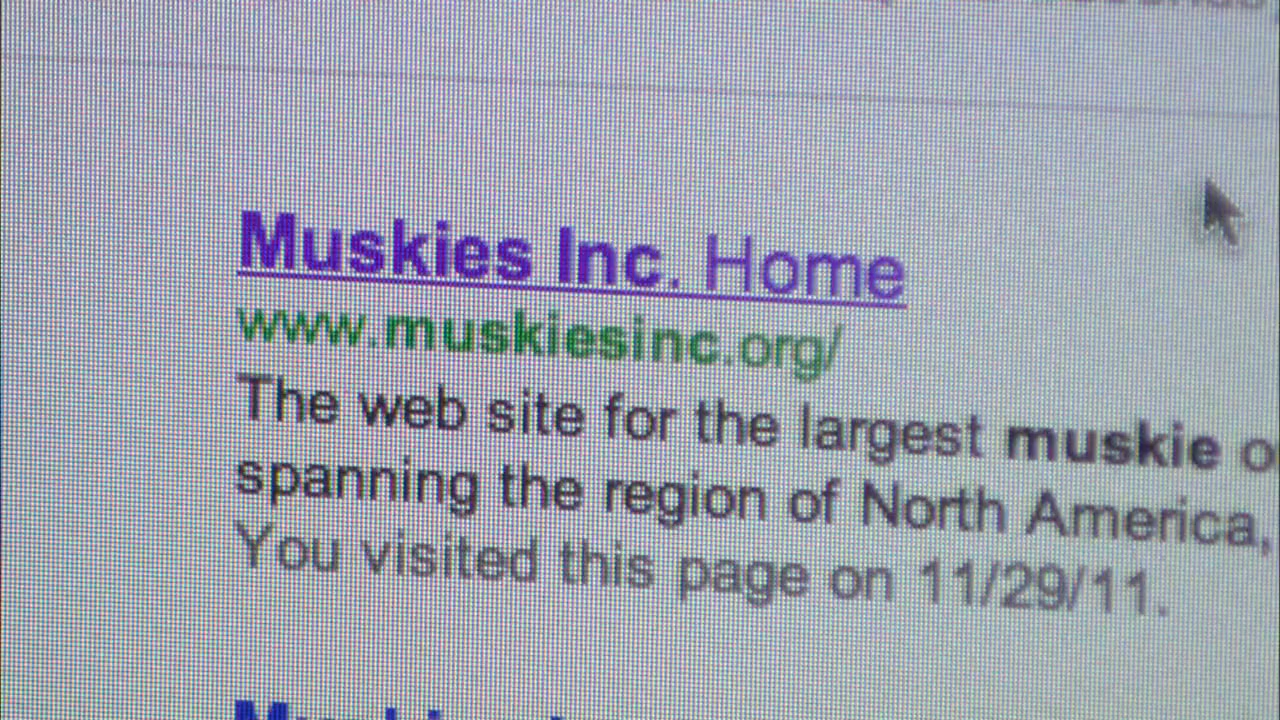 Muskies Inc. Home
www.muskiesinc.org/
The web site for the largest muskie
spanning the region of North America,
You visited this page on 11/29/11.